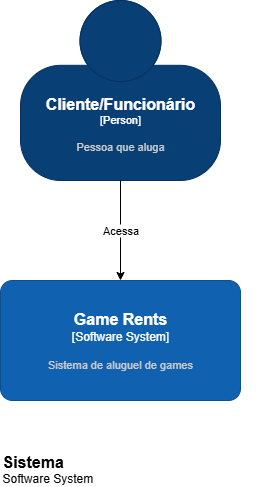 Cliente/Funcionário
[Person]
Pessoa que aluga
Acessa
Game Rents
[Software System]
Sistema de aluguel de games
Sistema
Software System